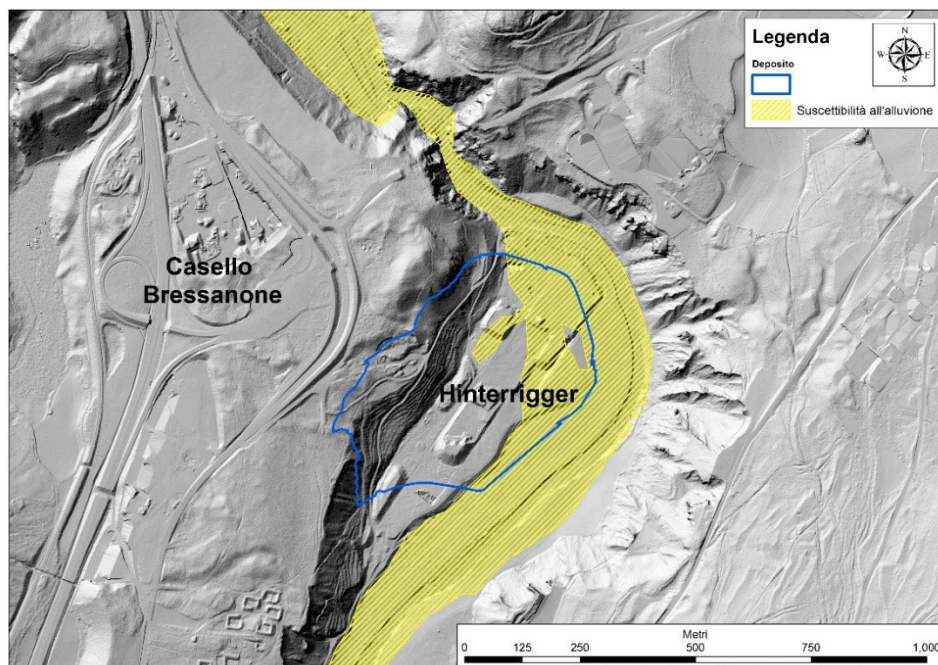 Legenda
N
W E
S
Deposito
Suscettibilità all'alluvione
Casello
Bressanone
Hinterrigger
Metri
0 125 250 500 750 1,000